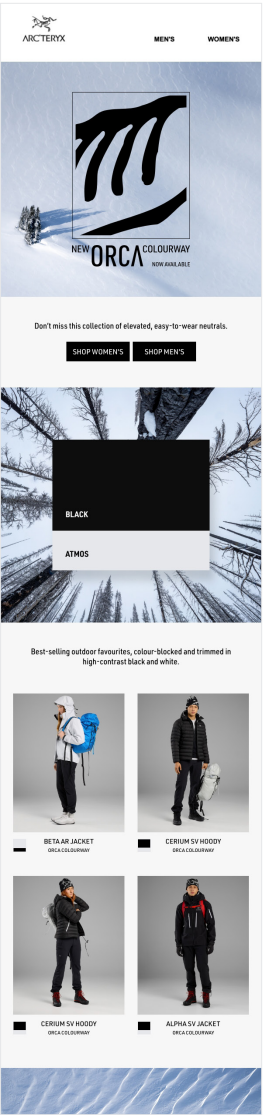 ARC'TERYX
MEN'S
WOMEN'S
NEW ORCA COLOURWAY
NOW AVAILABLE
Don't miss this collection of elevated, easy-to-wear neutrals.
SHOP WOMEN'S
SHOP MEN'S
BLACK
ATMOS
Best-selling outdoor favourites, colour-blocked and trimmed in
high-contrast black and white.
BETA AR JACKET
ORCA COLOURWAY
CERIUM SV HOODY
ORCA COLOURWAY
CERIUM SV HOODY
ORCA COLOURWAY
ALPHA SV JACKET
ORCA COLOURWAY